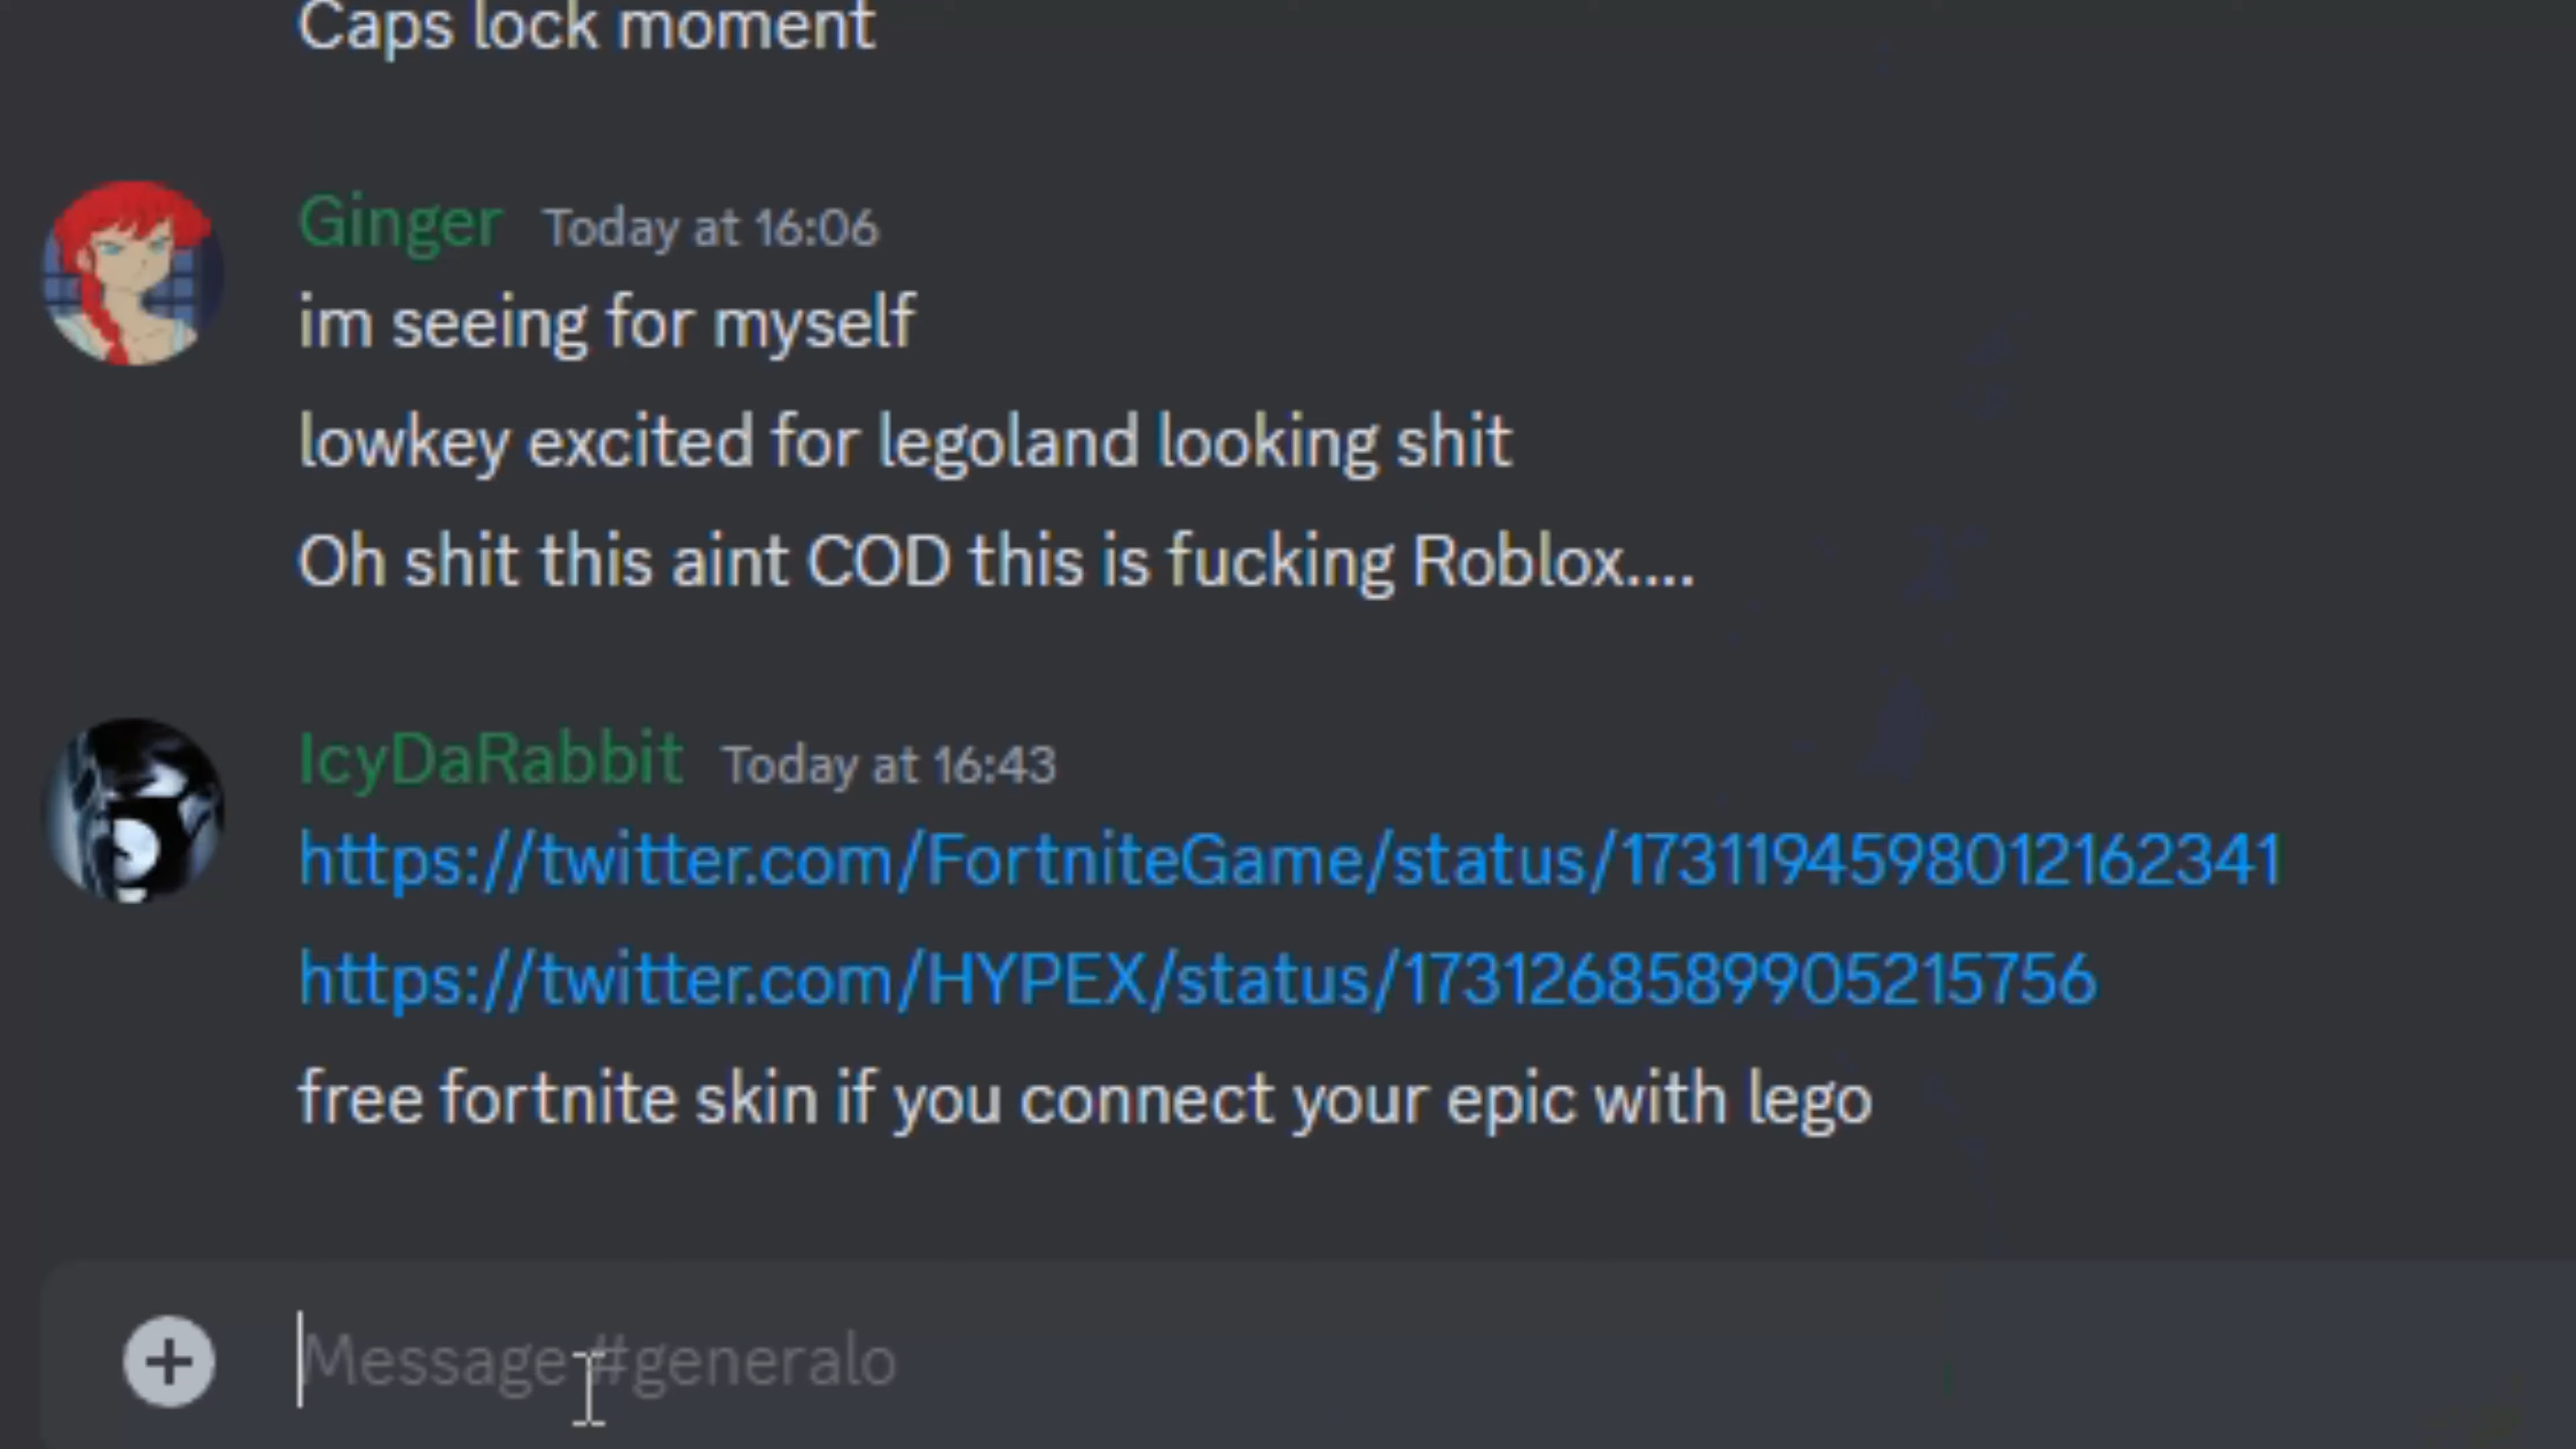 Caps lock moment
Ginger Today at 16:06
im seeing for myself
lowkey excited for legoland looking shit
Oh shit this aint COD this is fucking Roblox....
IcyDaRabbit Today at 16:43
https://twitter.com/FortniteGame/status/1731194598012162341
https://twitter.com/HYPEX/status/1731268589905215756
free fortnite skin if you connect your epic with lego
Message #generalo